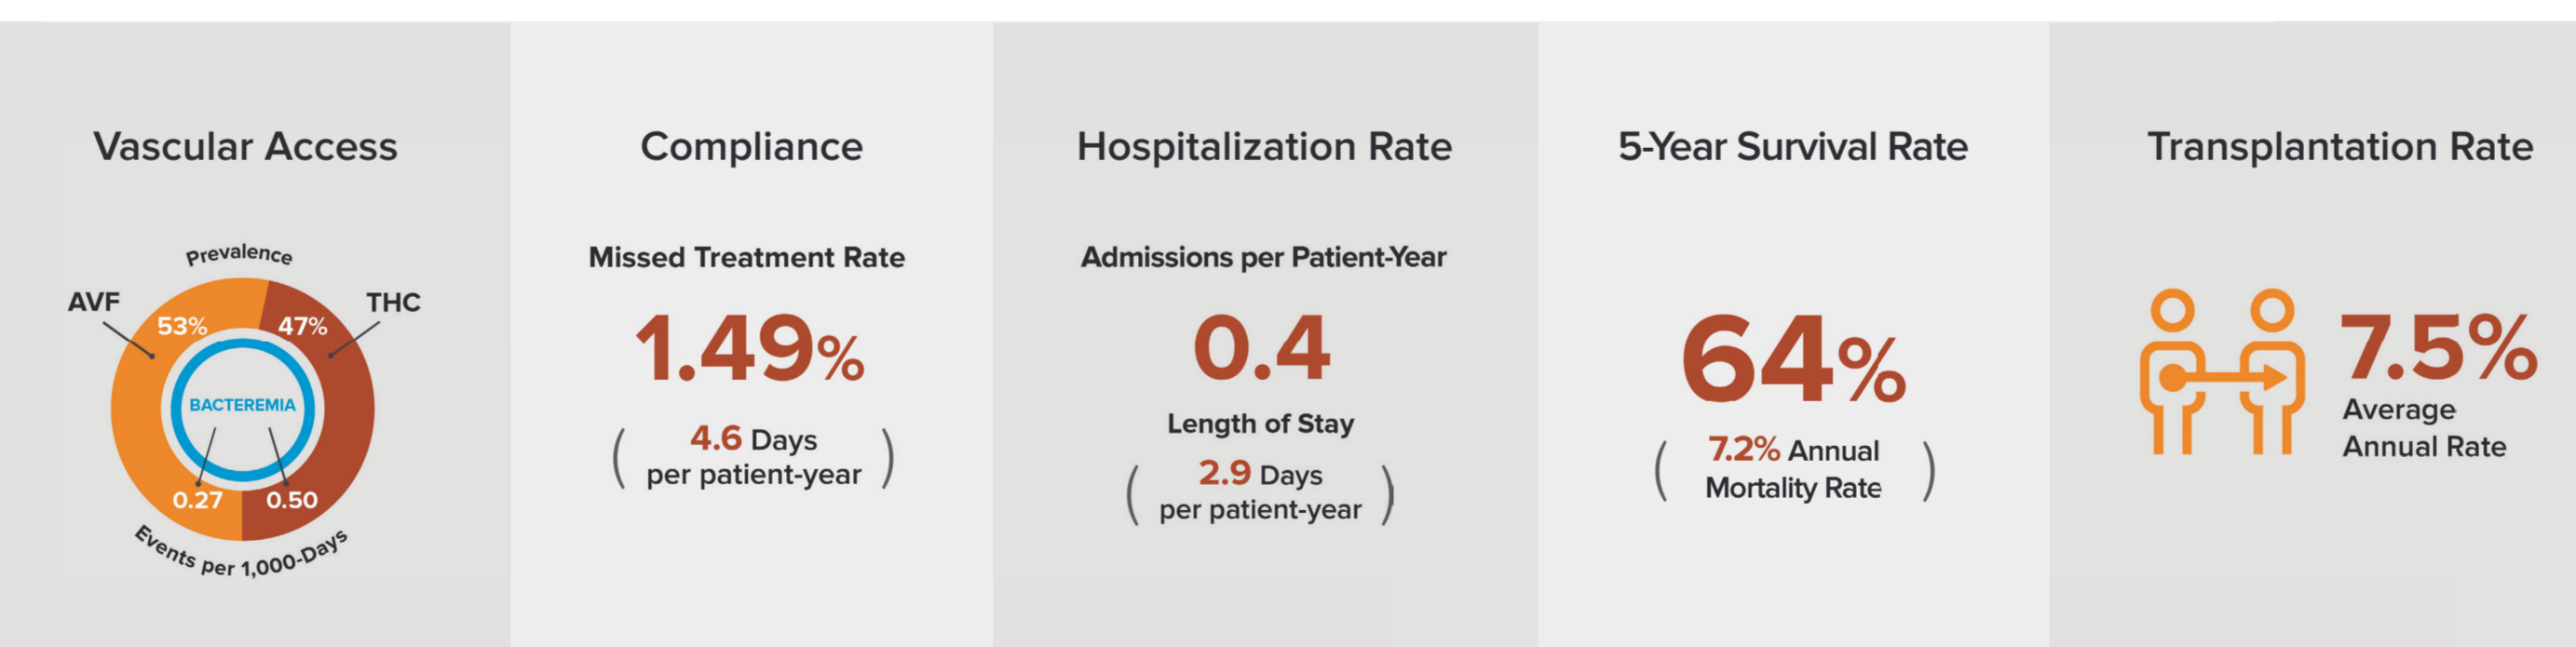 Vascular Access
Prevalence
AVF
THC
53%
47%
BACTEREMIA
0.27
0.50
Events per 1,000-Days
Compliance
Missed Treatment Rate
1.49%
( 4.6 Days
per patient-year )
Hospitalization Rate
Admissions per Patient-Year
0.4
Length of Stay
( 2.9 Days
per patient-year )
5-Year Survival Rate
64%
( 7.2% Annual
Mortality Rate )
Transplantation Rate
7.5%
Average
Annual Rate